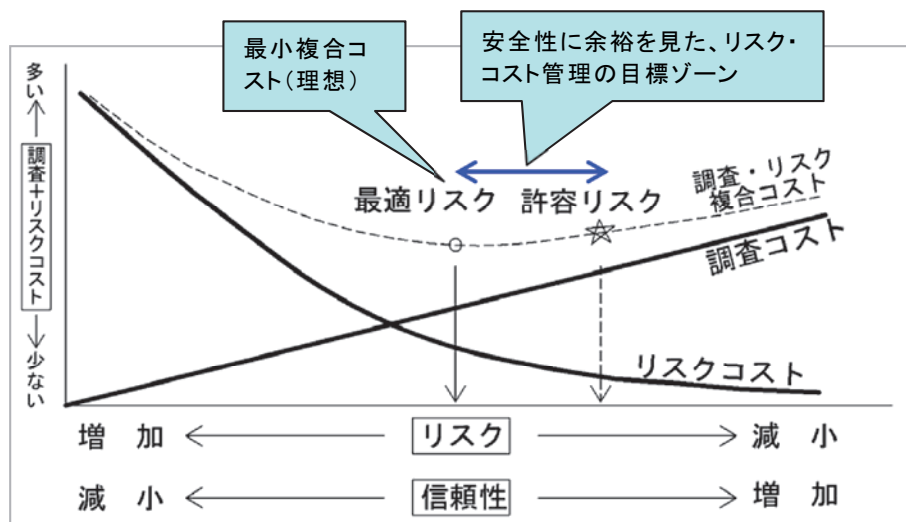 最小複合コ
スト(理想)
安全性に余裕を見た、リスク・
コスト管理の目標ゾーン
多い
調査+リスクコスト
少ない
最適リスク
許容リスク
調査・リスク
複合コスト
調査コスト
リスクコスト
増 加
リスク
減 小
減 小
信頼性
増 加